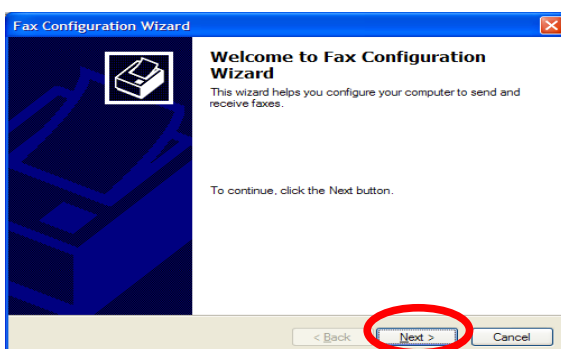 Fax Configuration Wizard
Welcome to Fax Configuration
Wizard
This wizard helps you configure your computer to send and
receive faxes.
To continue, click the Next button.
< Back Next > Cancel